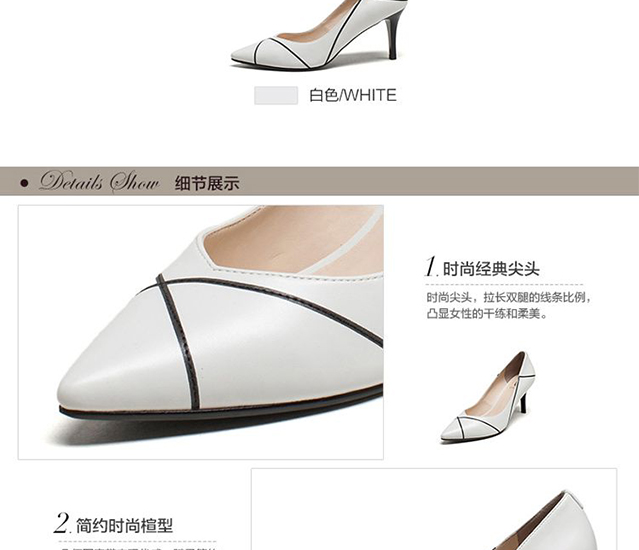 白色/WHITE
Details Show 细节展示
1. 时尚经典尖头
时尚尖头，拉长双腿的线条比例，
凸显女性的干练和柔美。
2. 简约时尚楦型